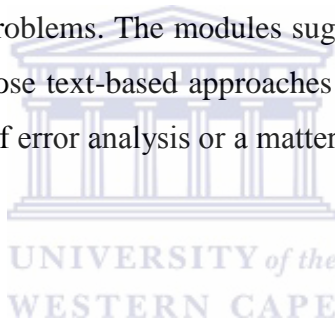 roblems. The modules sug
ose text-based approaches
f error analysis or a matter
UNIVERSITY of the
WESTERN CAPE